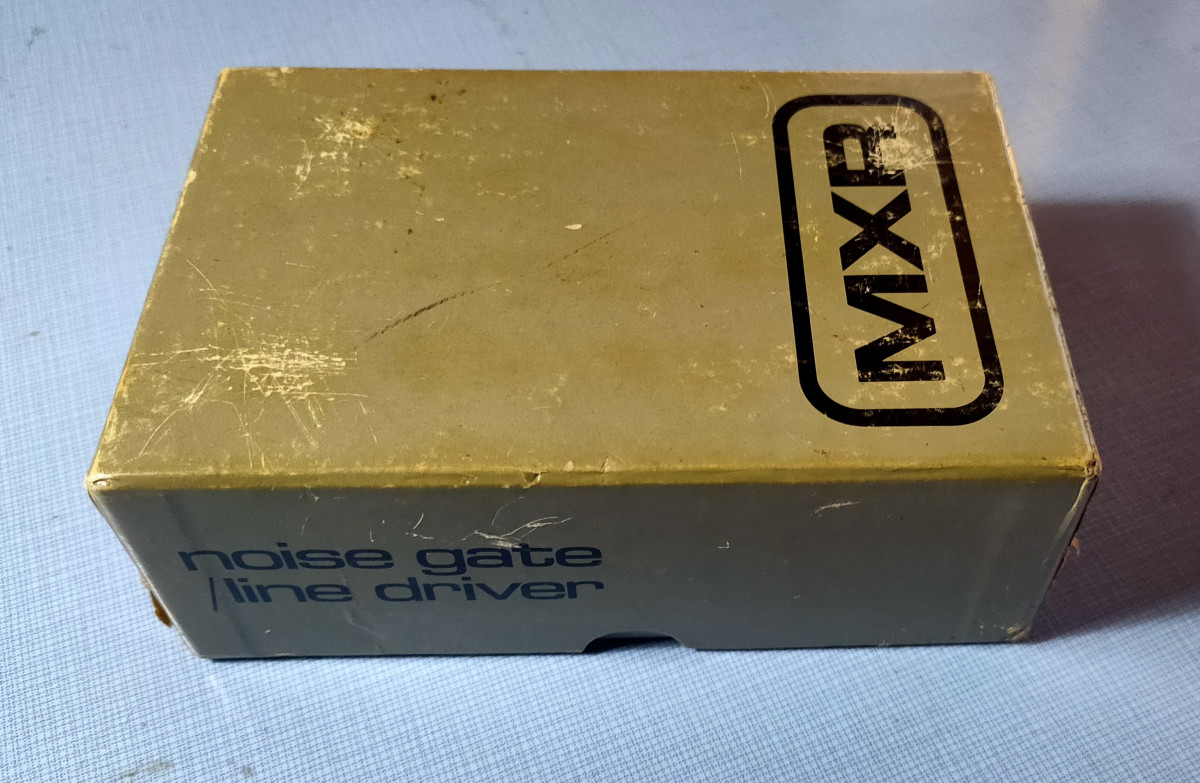 MXR
noise gate
/line driver